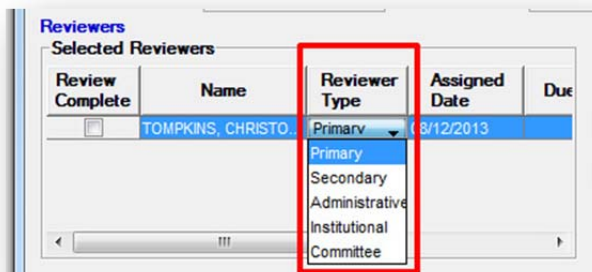 Reviewers
Selected Reviewers
Review Complete Name Reviewer Type Assigned Date Due
TOMPKINS, CHRISTO... Primary 08/12/2013
Primary
Secondary
Administrative
Institutional
Committee